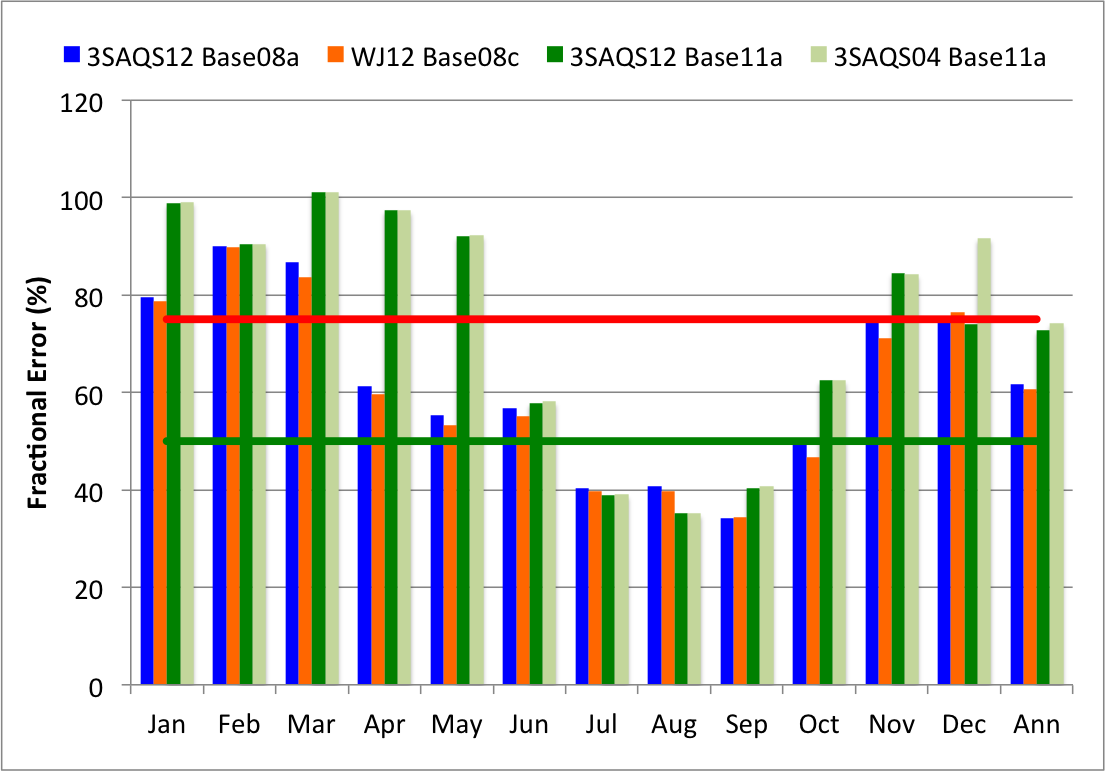 3SAQS12 Base08a WJ12 Base08c 3SAQS12 Base11a 3SAQS04 Base11a
120
100
80
60
40
20
0
Fractional Error (%)
Jan Feb Mar Apr May Jun Jul Aug Sep Oct Nov Dec Ann